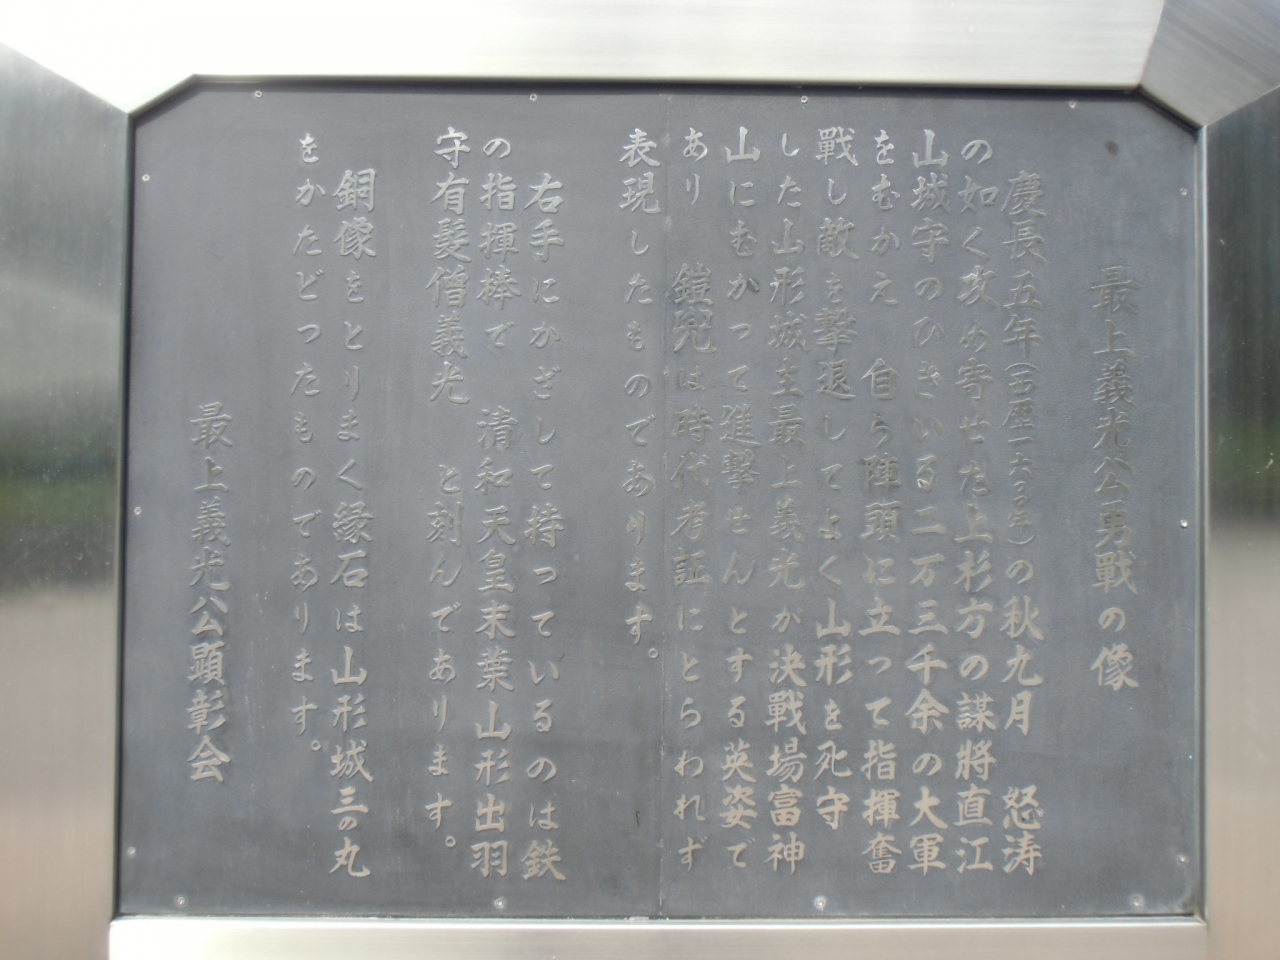 最上義光公勇戰の像
慶長五年(西歴一六〇〇年)の秋九月　怒涛
の如く攻め寄せた上杉方の謀將直江
山城守のひきいる二万三千余の大軍
をむかえ　自ら陣頭に立って指揮奮
戰し敵を撃退してよく山形を死守
した山形城主最上義光が決戰場富神
山にむかって進撃せんとする英姿で
あり　鎧兜は時代考証にとらわれず
表現したものであります。
右手にかざして持っているのは鉄
の指揮棒で　清和天皇末葉山形出羽
守有髪僧義光　と刻んであります。
銅像をとりまく縁石は山形城三の丸
をかたどったものであります。
最上義光公顕彰会